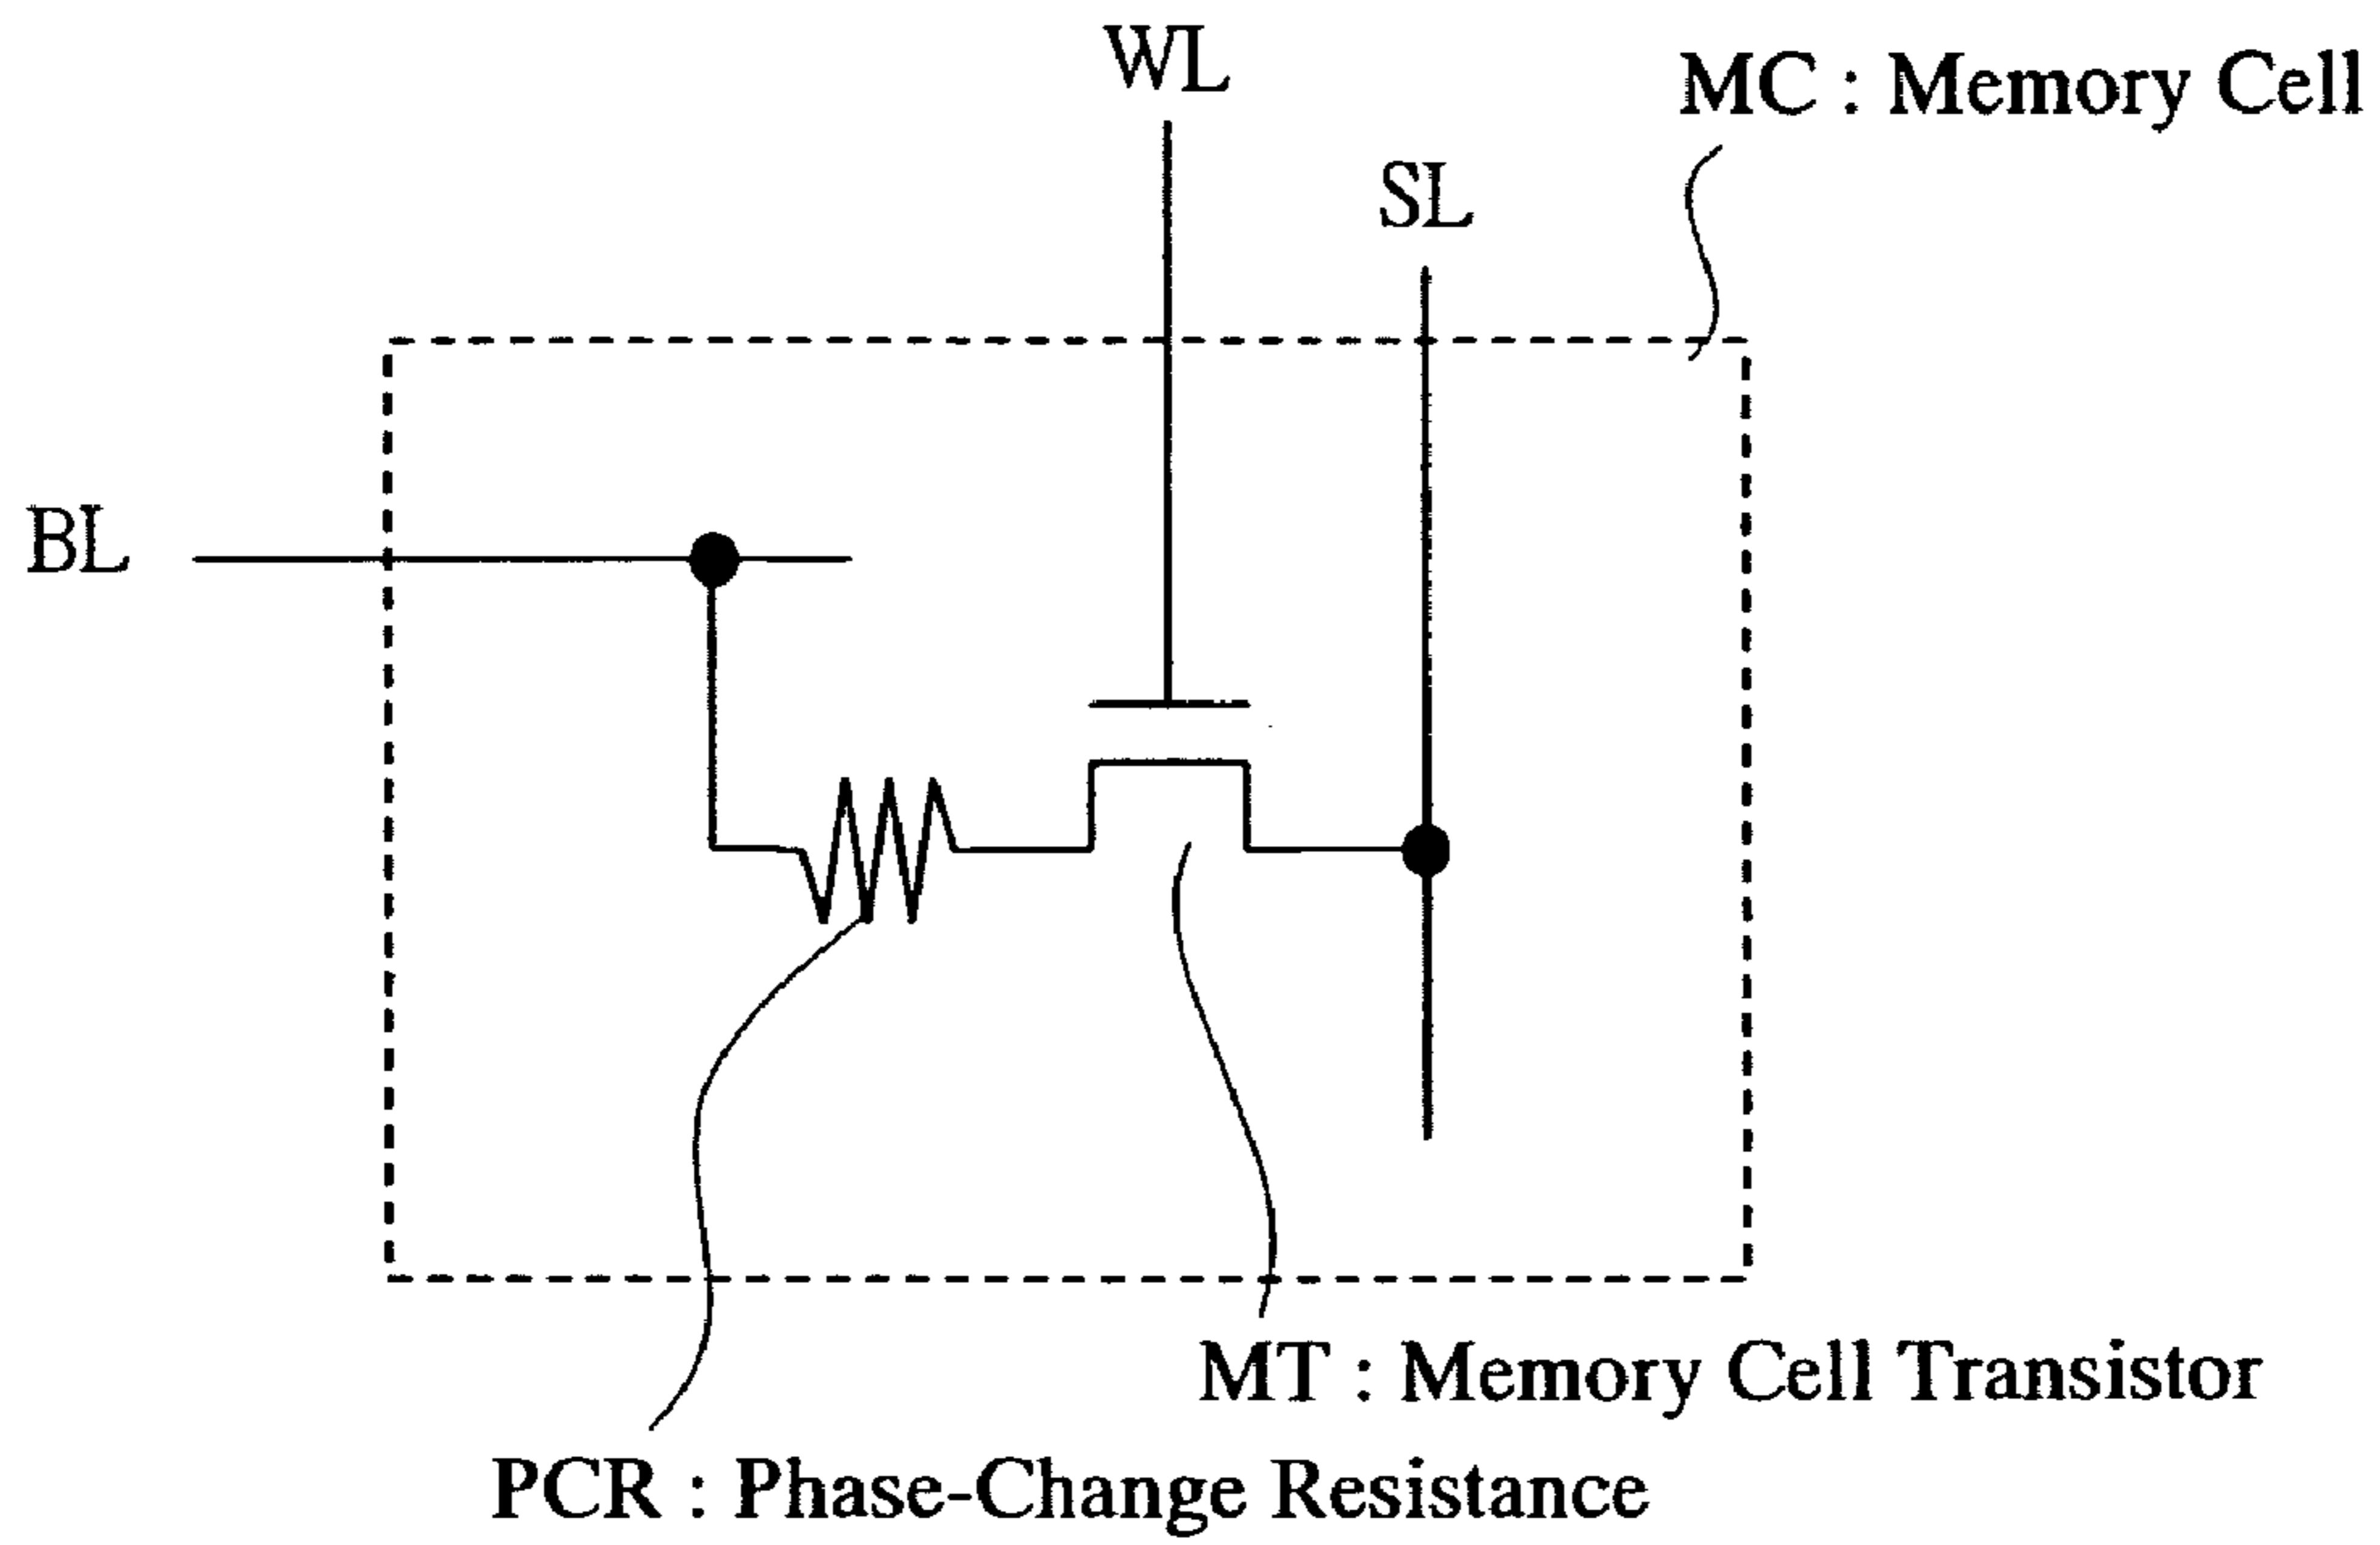 WL
MC : Memory Cell
SL
BL
MT : Memory Cell Transistor
PCR : Phase-Change Resistance